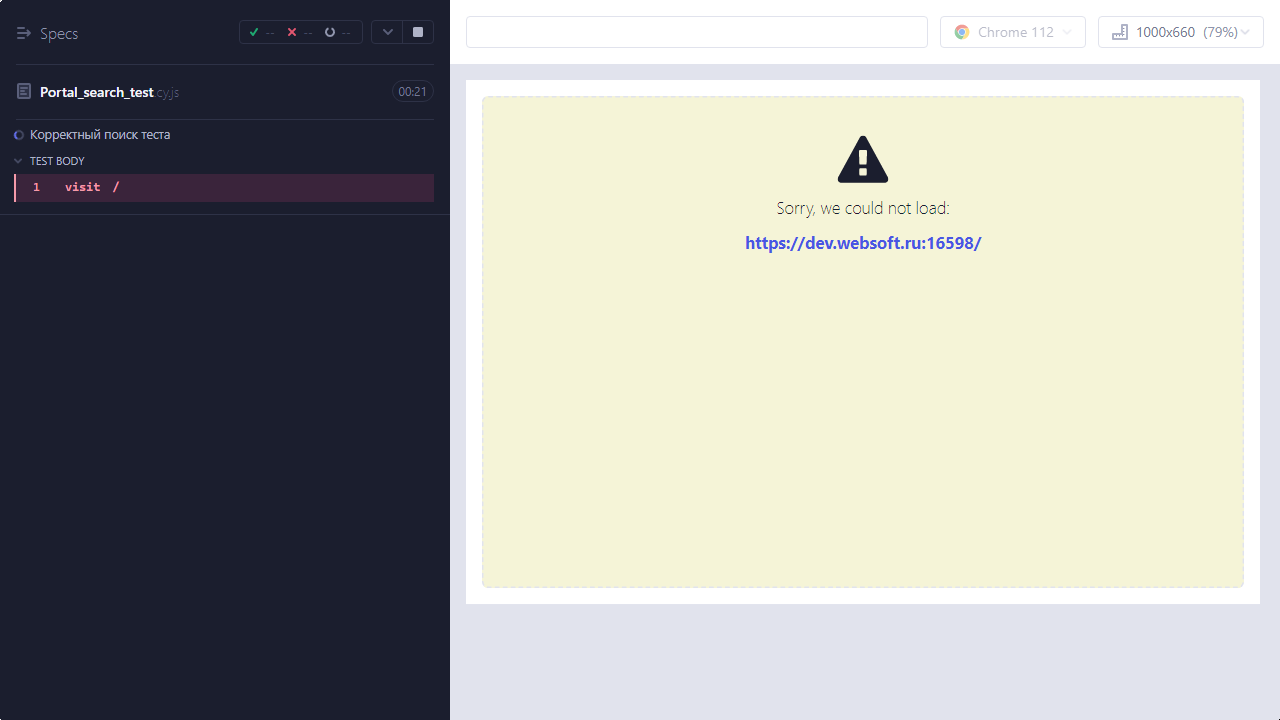 Specs
-- -- --
Portal_search_test.cy.js
00:21
Корректный поиск теста
TEST BODY
1 visit /
Chrome 112
1000x660 (79%)
Sorry, we could not load:
https://dev.websoft.ru:16598/